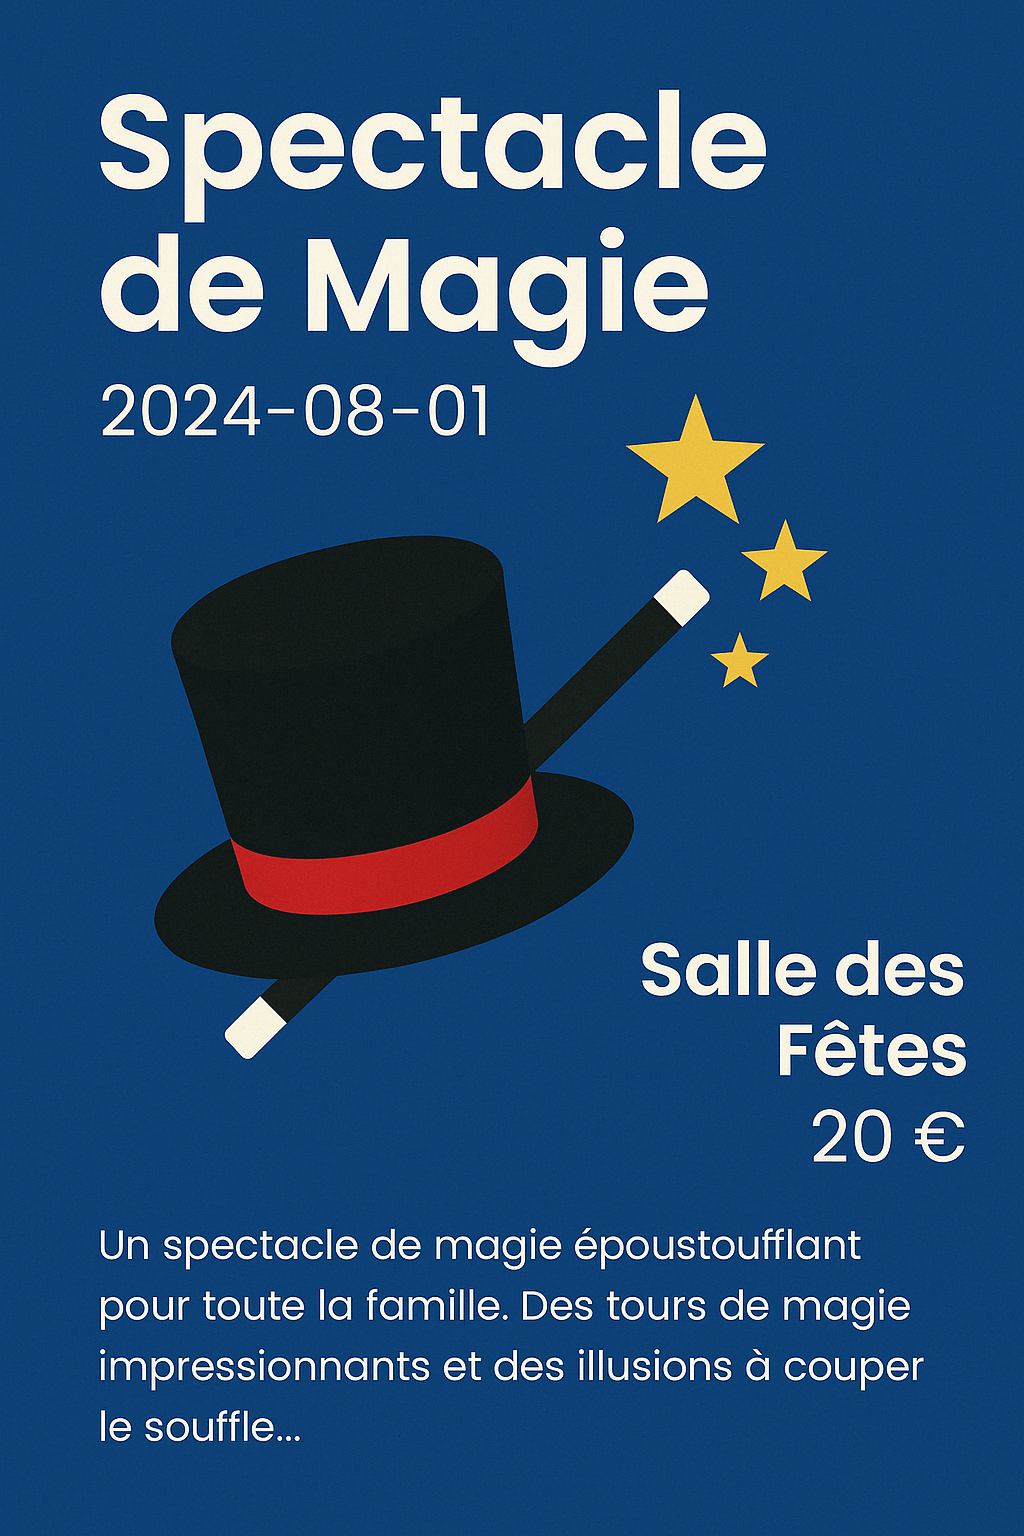 Spectacle
de Magie
2024-08-01
Salle des
Fêtes
20 €
Un spectacle de magie époustoufflant
pour toute la famille. Des tours de magie
impressionnants et des illusions à couper
le souffle...